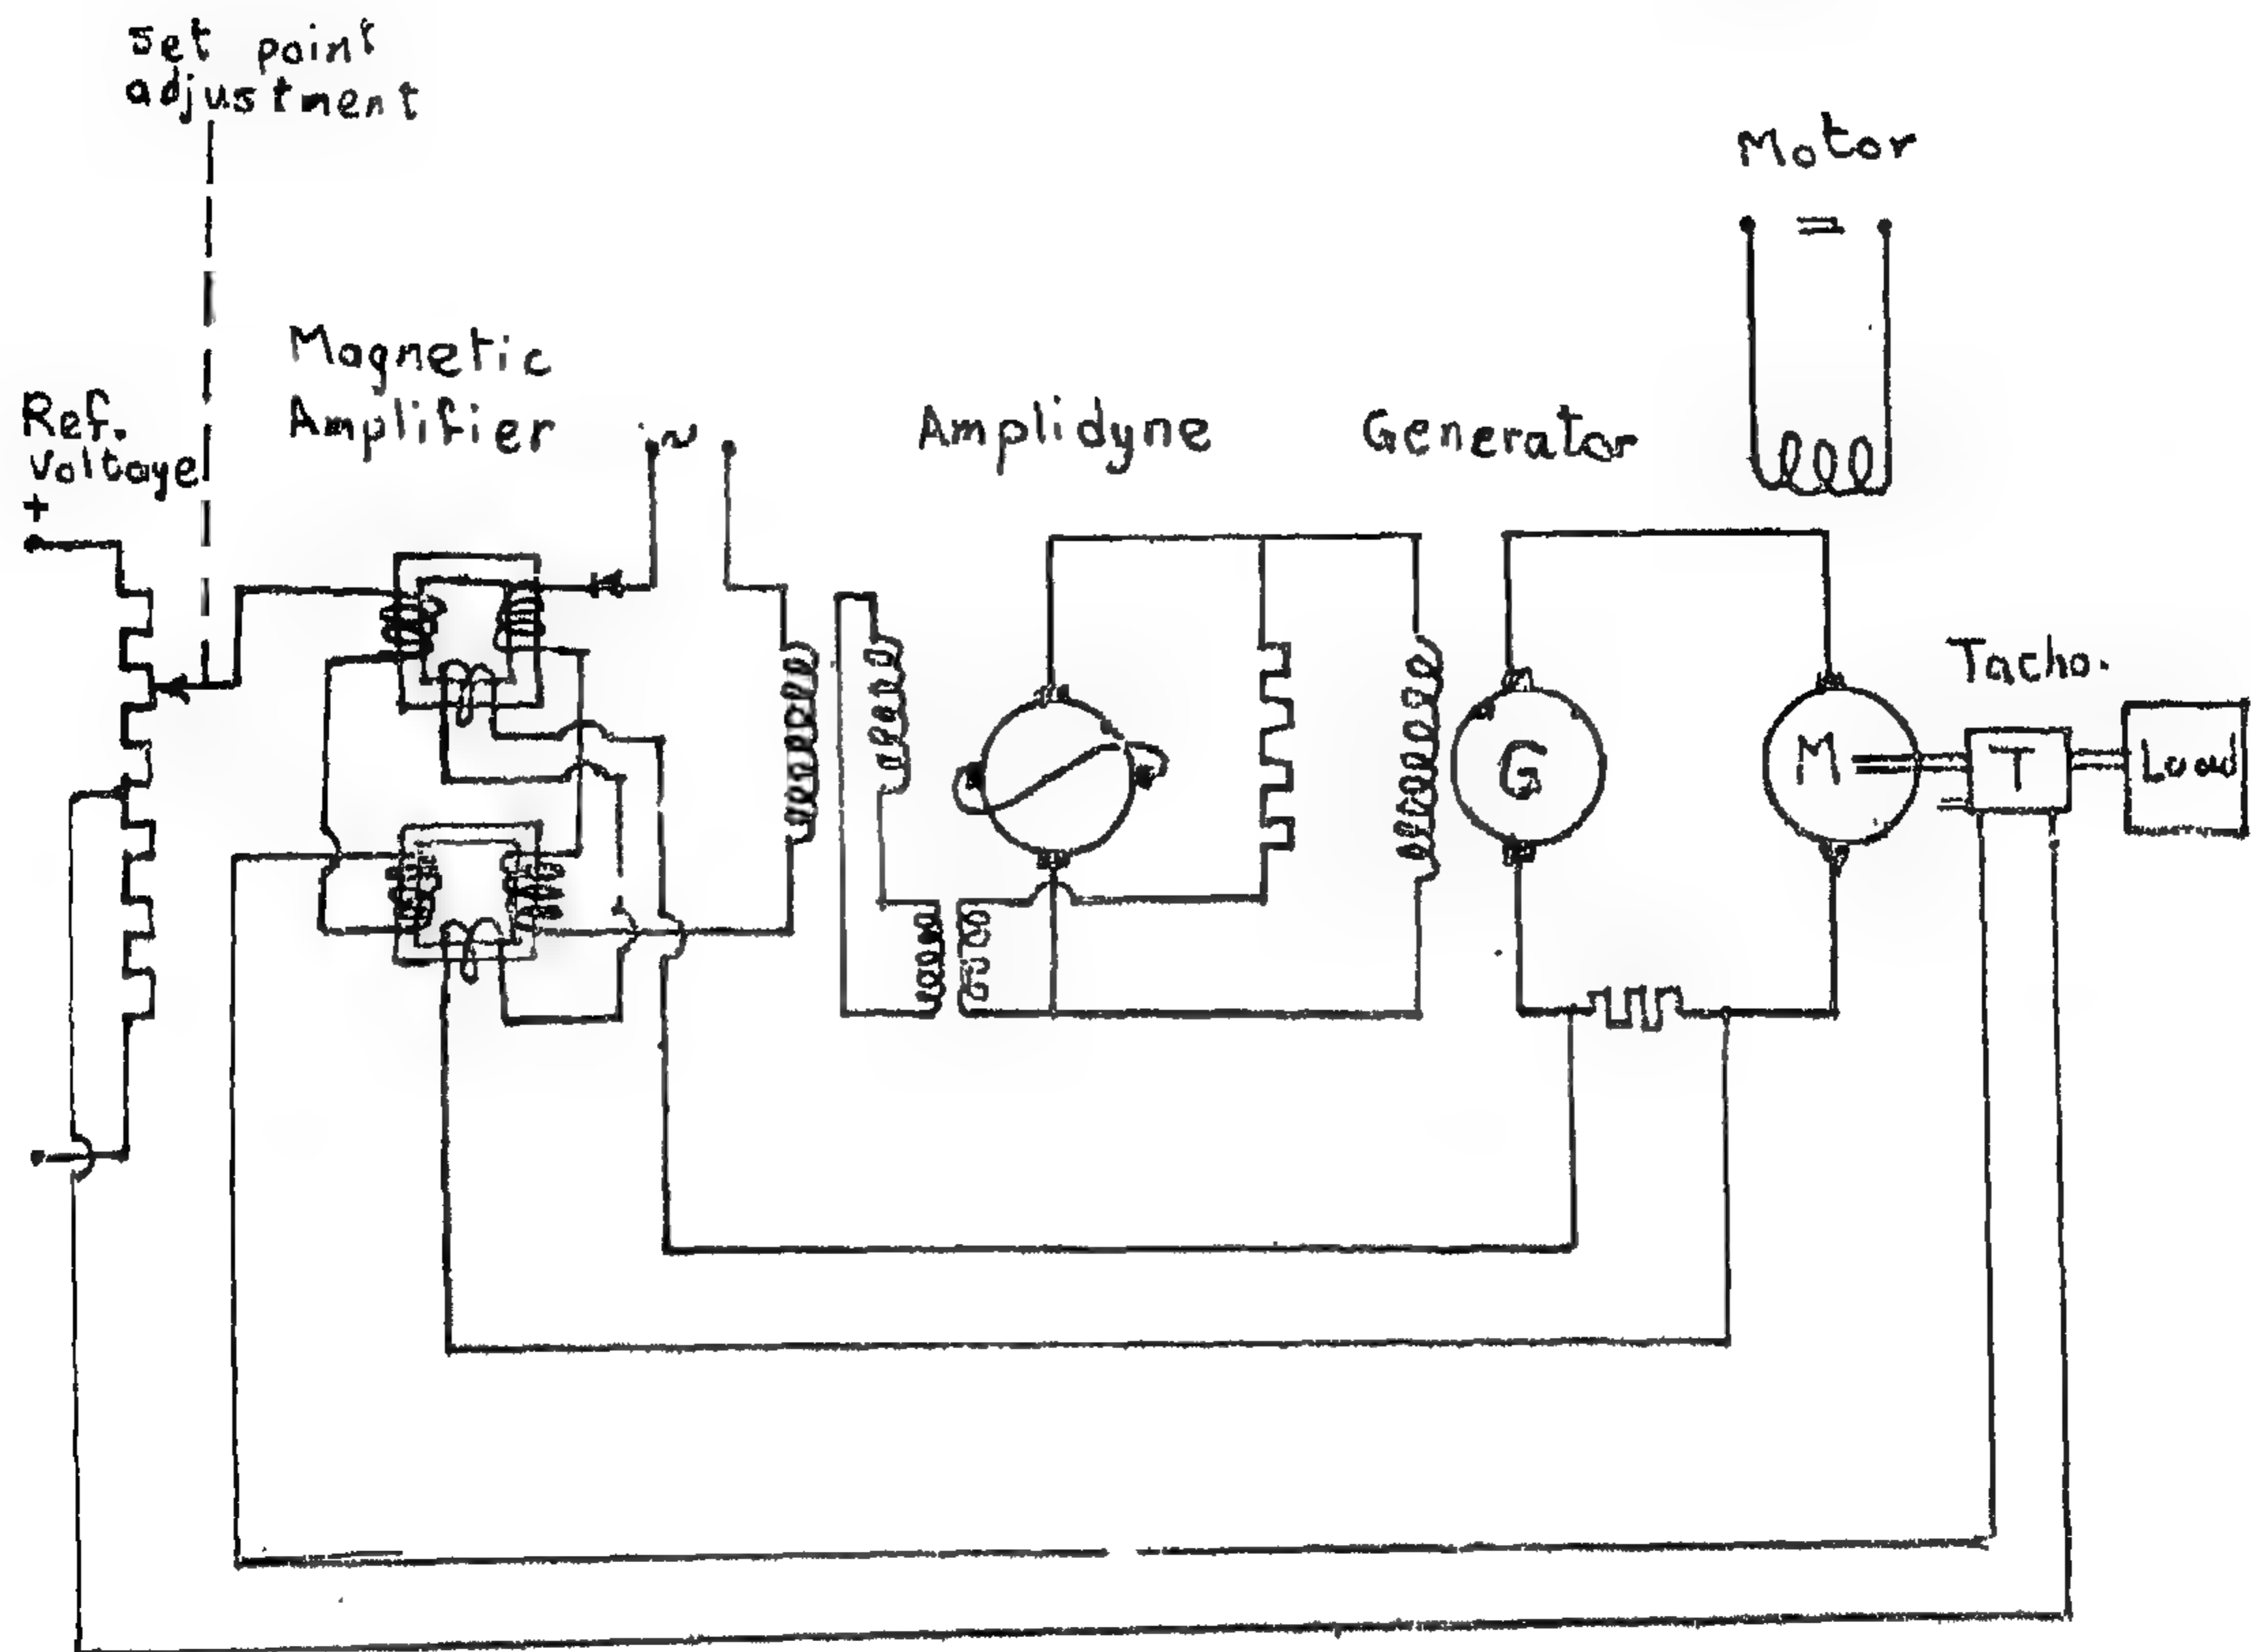 set point
adjustment
Motor
=
Magnetic
Amplifier
~
Ref.
Voltage
+
Amplidyne
Generator
Tacho.
G
M
T
Load